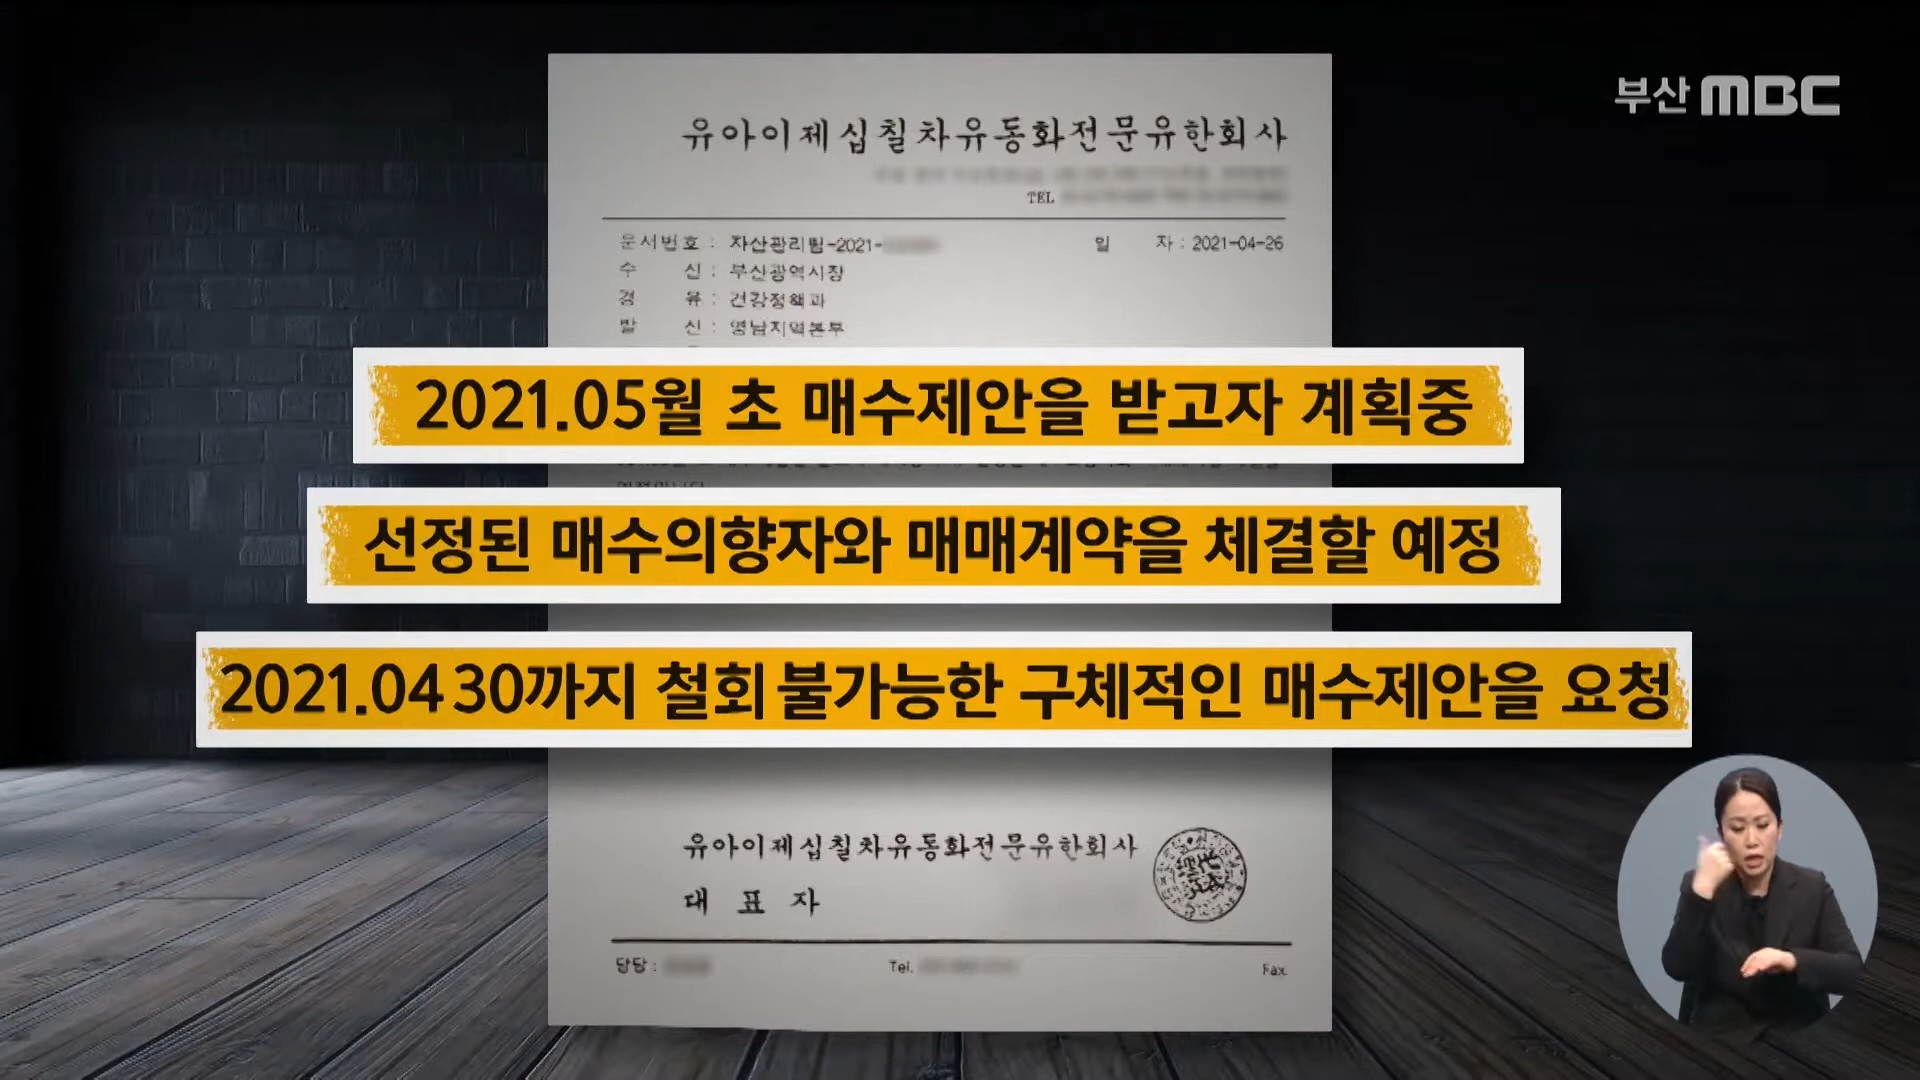 부산MBC
유아이제십칠차유동화전문유한회사
TEL
문서번호 : 자산관리팀-2021-
일 자 : 2021-04-26
수 신 : 부산광역시장
경 유 : 건강정책과
발 신 : 영남지역본부
2021.05월 초 매수제안을 받고자 계획중
선정된 매수의향자와 매매계약을 체결할 예정
2021.04 30까지 철회 불가능한 구체적인 매수제안을 요청
유아이제십칠차유동화전문유한회사
대 표 자
담당 :
Tel.
Fax.